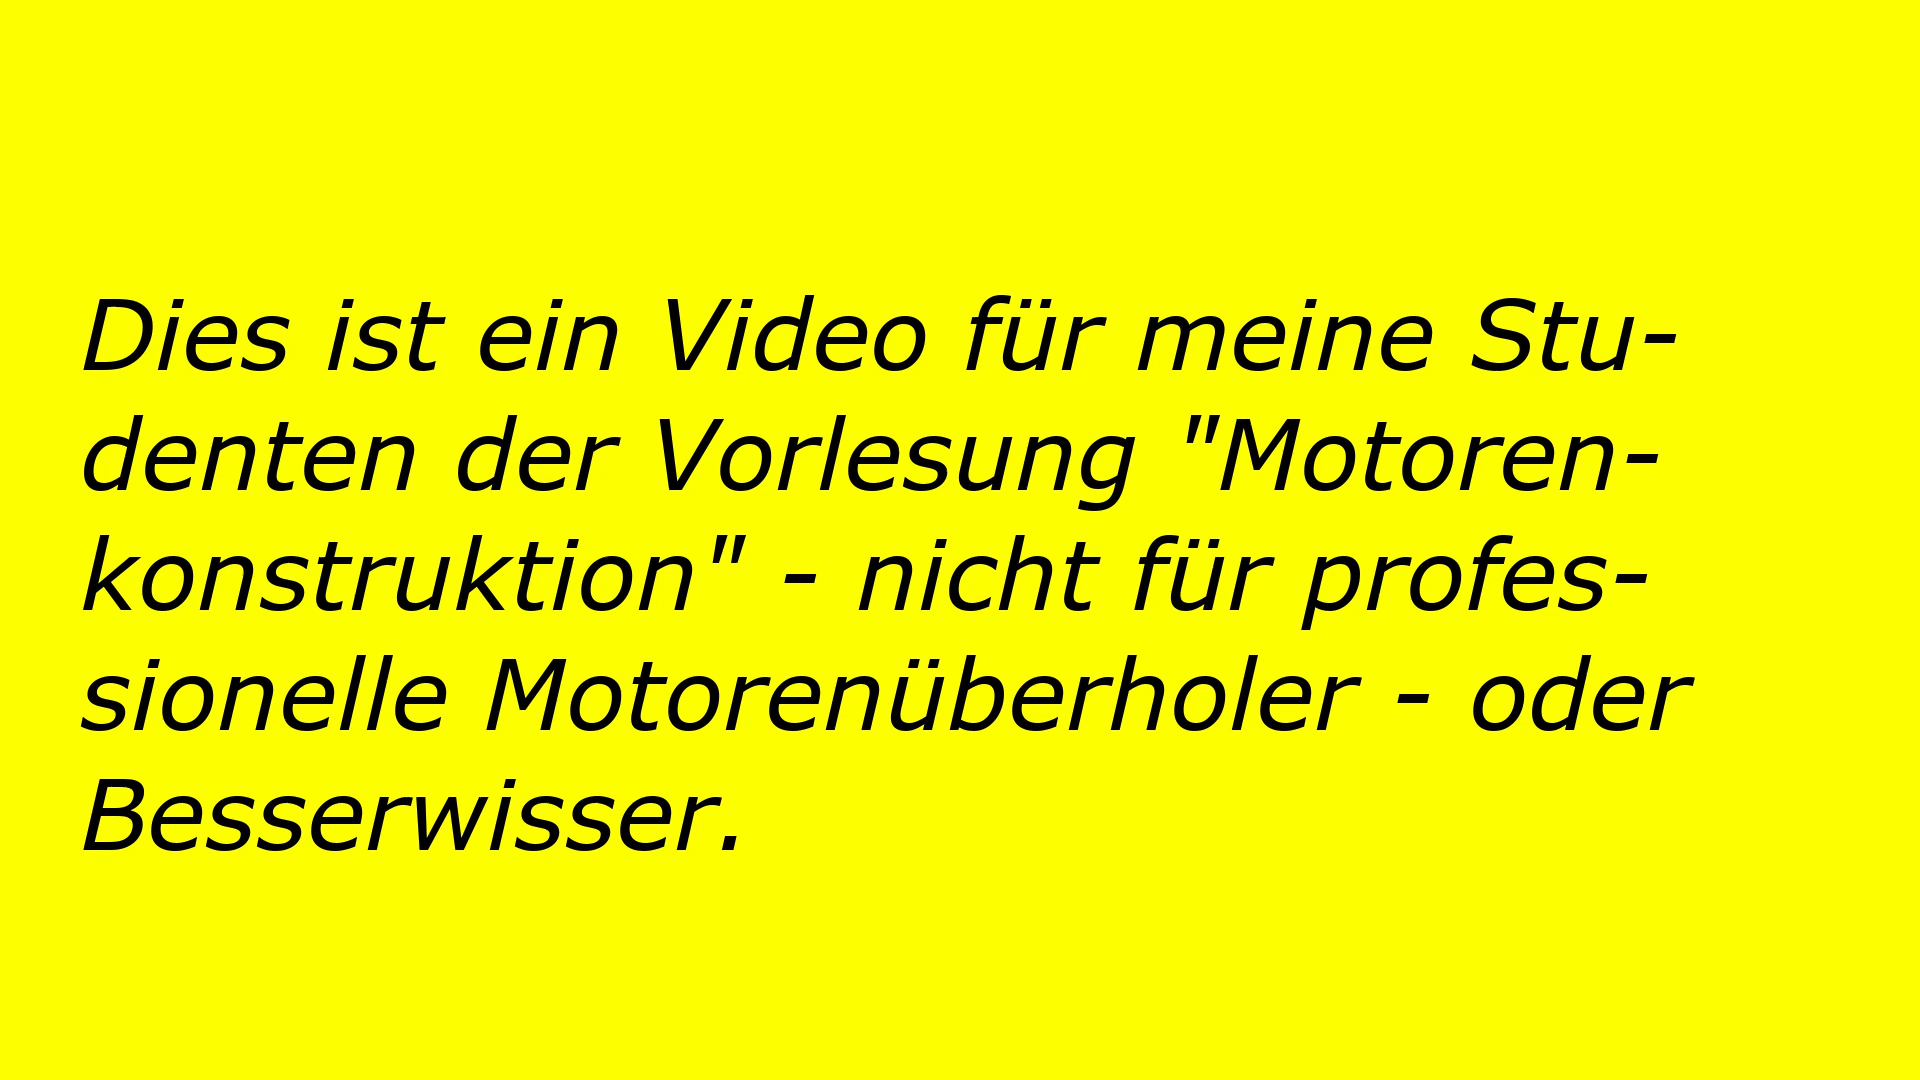 Dies ist ein Video für meine Stu-
denten der Vorlesung "Motoren-
konstruktion" - nicht für profes-
sionelle Motorenüberholer - oder
Besserwisser.